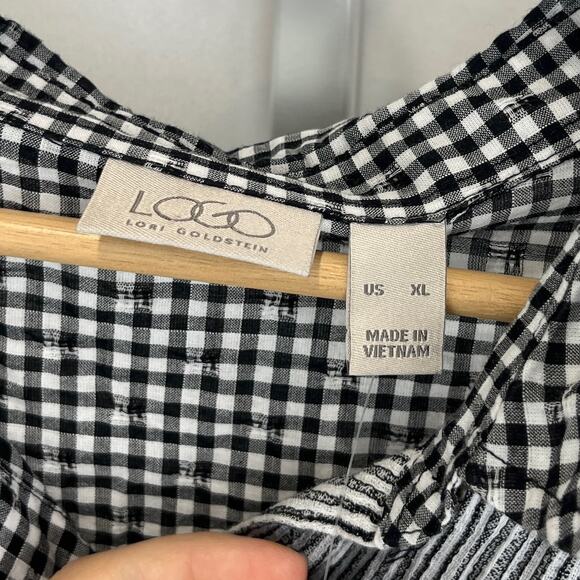 LOGO
LORI GOLDSTEIN
US XL
MADE IN
VIETNAM